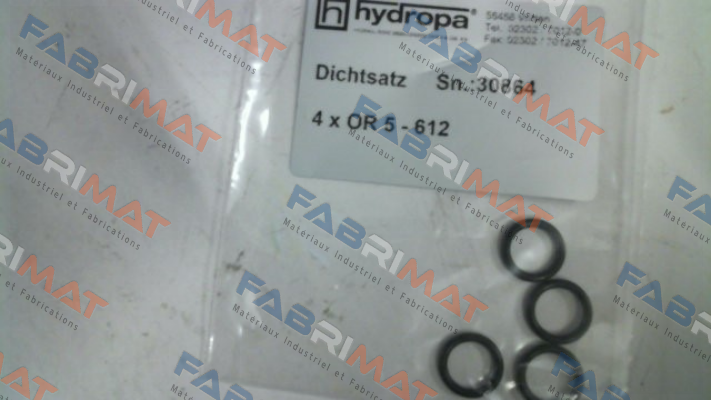 hydropa®
Dichtsatz Sn.:30864
4 x OR 5 - 612
FABRIMAT
Materiaux Industriel et Fabrications